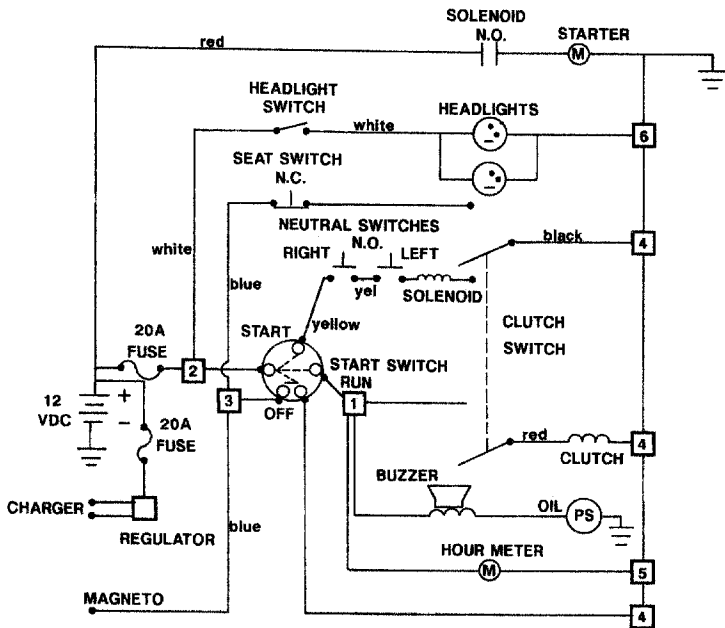 SOLENOID
N.O.
STARTER
red
M
HEADLIGHT
SWITCH
HEADLIGHTS
white
6
SEAT SWITCH
N.C.
NEUTRAL SWITCHES
N.O.
RIGHT
LEFT
black
4
white
blue
yel
SOLENOID
START
yellow
CLUTCH
SWITCH
20A
FUSE
2
START SWITCH
RUN
12
VDC
+
-
3
OFF
1
20A
FUSE
red
4
CLUTCH
BUZZER
CHARGER
REGULATOR
blue
OIL
PS
HOUR METER
M
5
MAGNETO
4